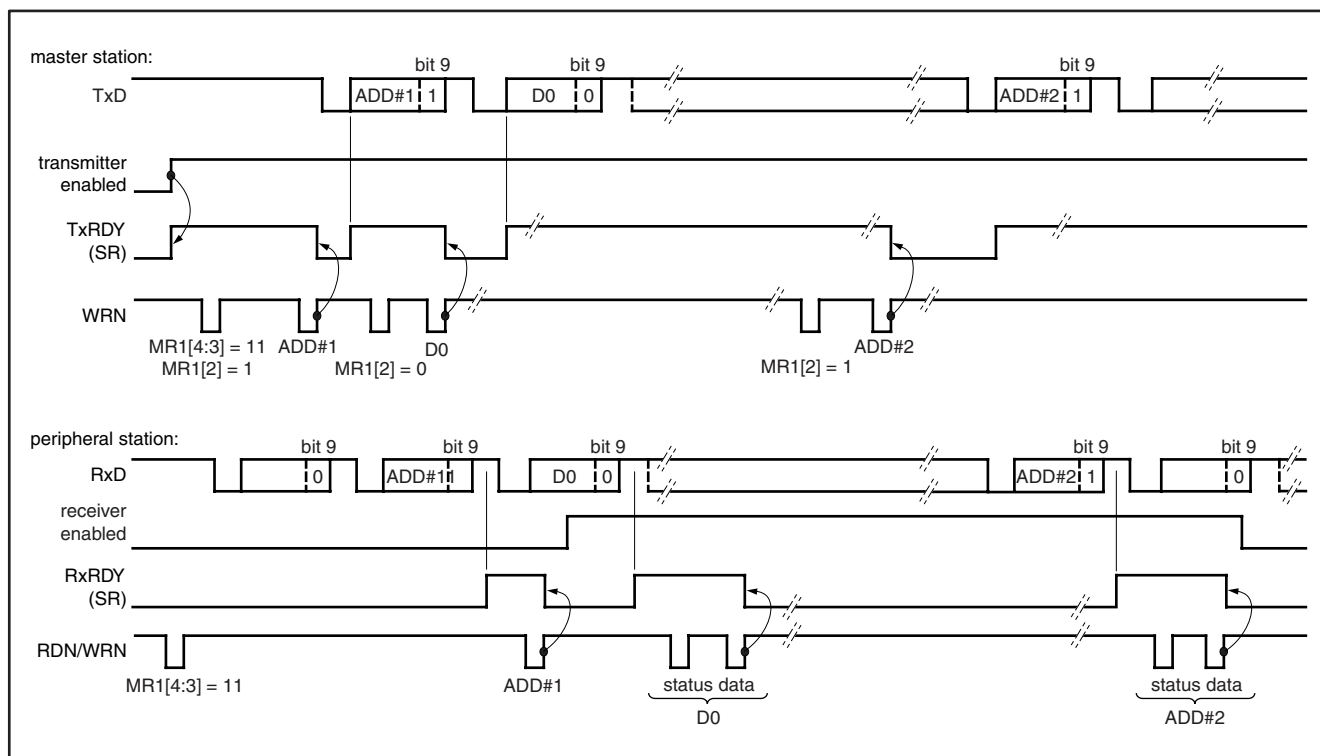 master station:
bit 9 bit 9 bit 9
TxD ADD#1 1 D0 0 ADD#2 1
transmitter
enabled
TxRDY
(SR)
WRN
MR1[4:3] = 11 ADD#1 D0 ADD#2
MR1[2] = 1 MR1[2] = 0 MR1[2] = 1
peripheral station:
bit 9 bit 9 bit 9 bit 9 bit 9
RxD 0 ADD#1 1 D0 0 ADD#2 1 0
receiver
enabled
RxRDY
(SR)
RDN/WRN
MR1[4:3] = 11 ADD#1 status data status data
D0 ADD#2